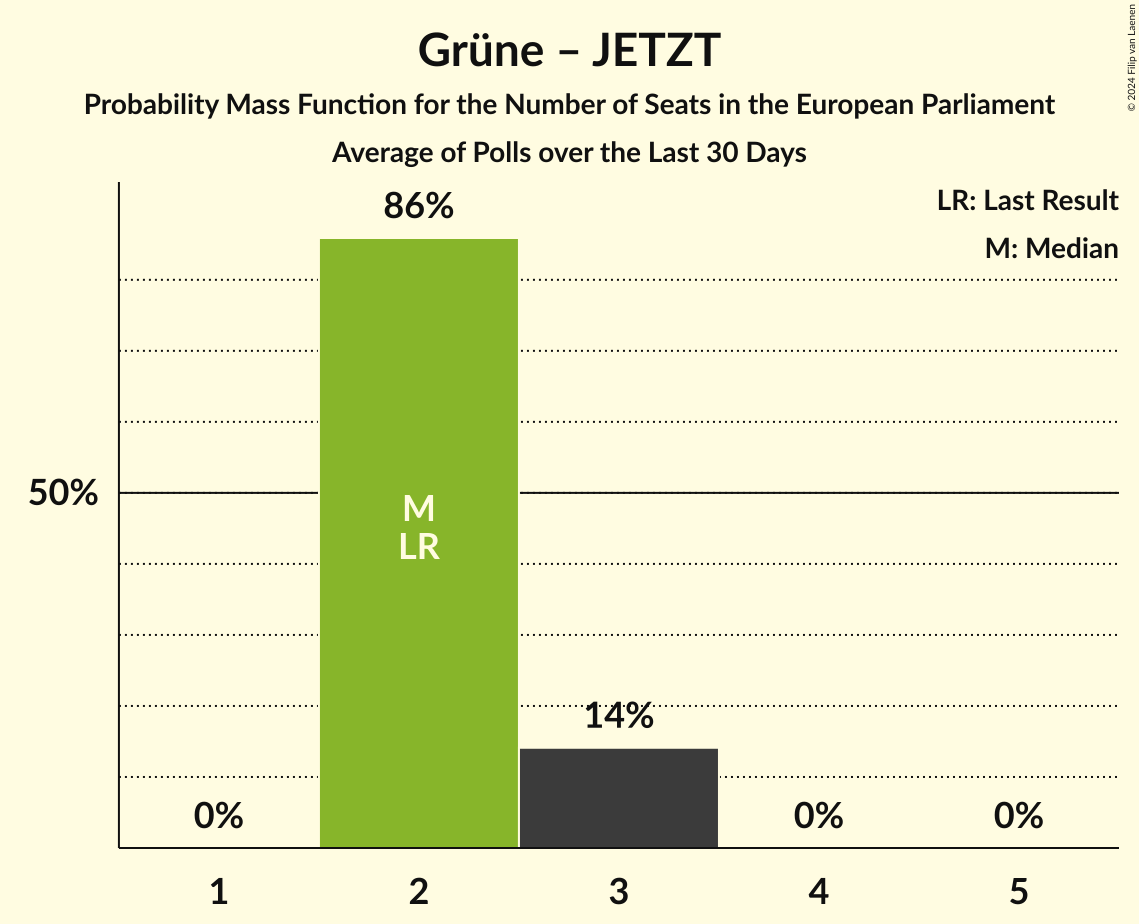 Grüne – JETZT
Probability Mass Function for the Number of Seats in the European Parliament
Average of Polls over the Last 30 Days
© 2024 Filip van Laenen
LR: Last Result
M: Median
86%
50%
M
LR
14%
0%
0%
0%
1
2
3
4
5